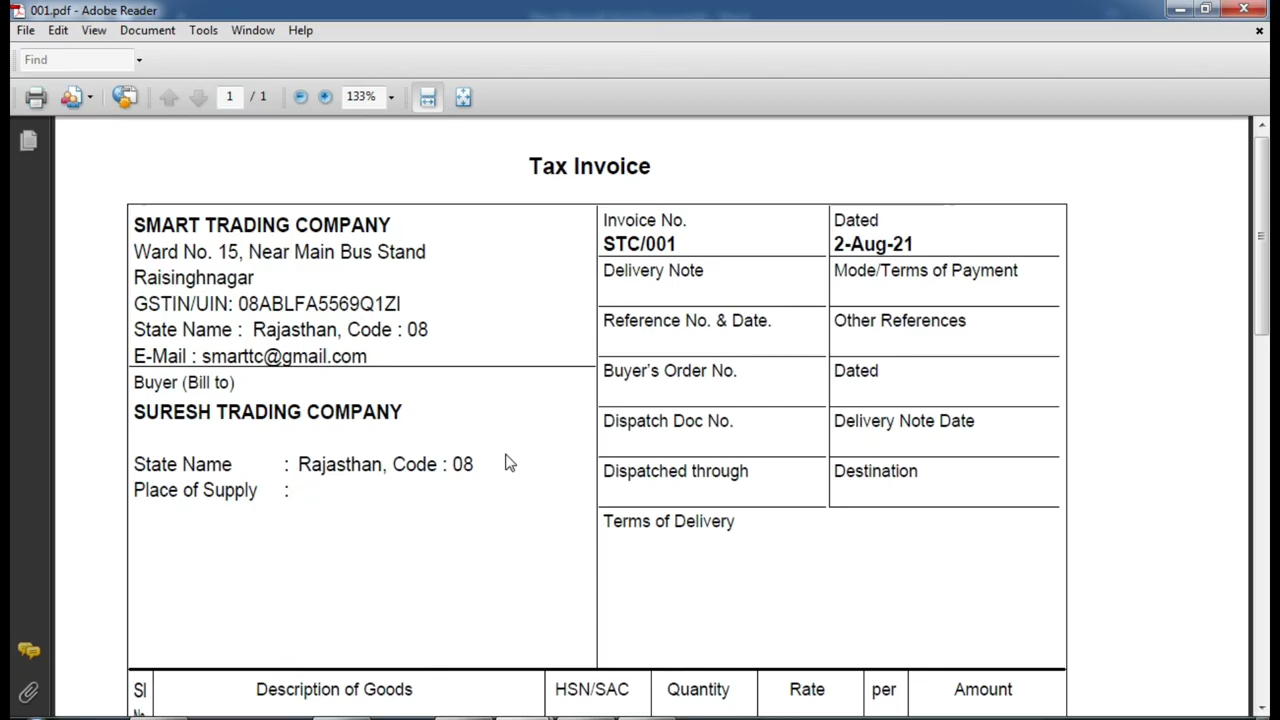 001.pdf - Adobe Reader
File Edit View Document Tools Window Help
Find
1 / 1 133%
Tax Invoice
SMART TRADING COMPANY
Ward No. 15, Near Main Bus Stand
Raisinghnagar
GSTIN/UIN: 08ABLFA5569Q1ZI
State Name : Rajasthan, Code : 08
E-Mail : smarttc@gmail.com
Buyer (Bill to)
SURESH TRADING COMPANY
State Name : Rajasthan, Code : 08
Place of Supply :
Invoice No. Dated
STC/001 2-Aug-21
Delivery Note Mode/Terms of Payment
Reference No. & Date. Other References
Buyer's Order No. Dated
Dispatch Doc No. Delivery Note Date
Dispatched through Destination
Terms of Delivery
Sl Description of Goods HSN/SAC Quantity Rate per Amount
No.